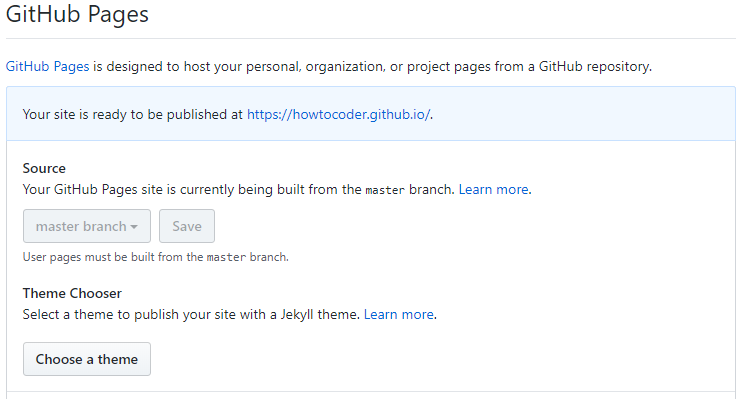 GitHub Pages
GitHub Pages is designed to host your personal, organization, or project pages from a GitHub repository.
Your site is ready to be published at https://howtocoder.github.io/.
Source
Your GitHub Pages site is currently being built from the master branch. Learn more.
master branch Save
User pages must be built from the master branch.
Theme Chooser
Select a theme to publish your site with a Jekyll theme. Learn more.
Choose a theme